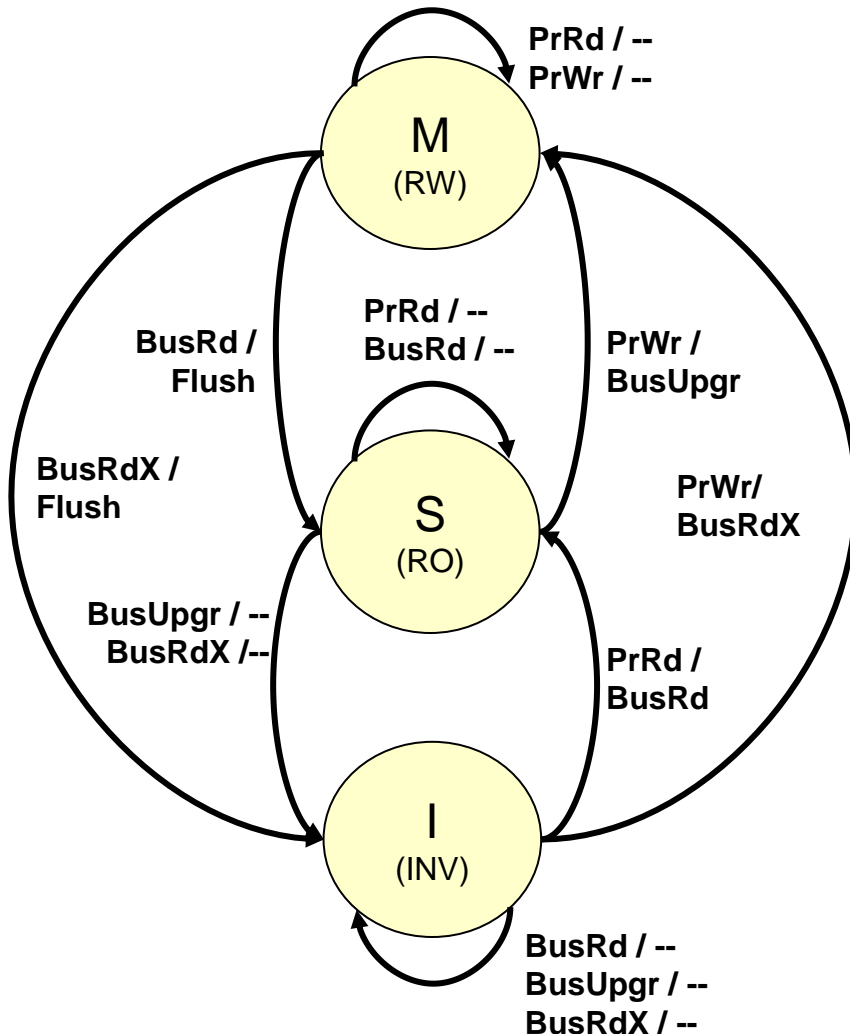 PrRd / --
PrWr / --
M
(RW)
PrRd / --
BusRd / --
BusRd /
Flush
PrWr /
BusUpgr
BusRdX /
Flush
PrWr/
BusRdX
S
(RO)
BusUpgr / --
BusRdX /--
PrRd /
BusRd
I
(INV)
BusRd / --
BusUpgr / --
BusRdX / --